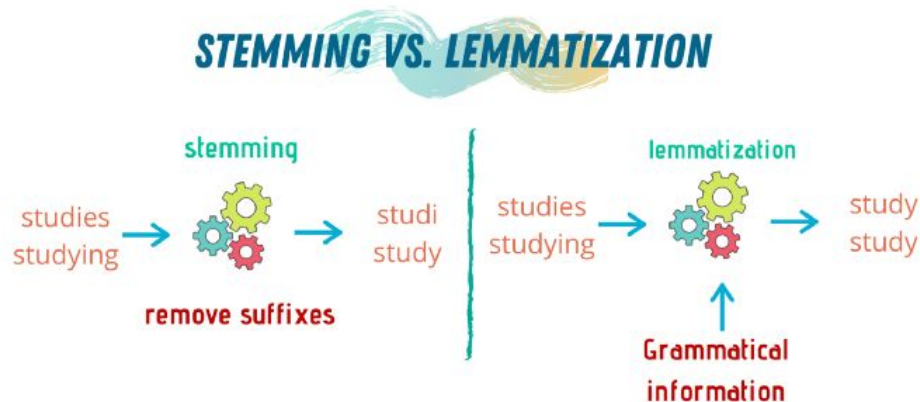 STEMMING VS. LEMMATIZATION
stemming
studies
studying
studi
study
remove suffixes
lemmatization
studies
studying
study
study
Grammatical
information